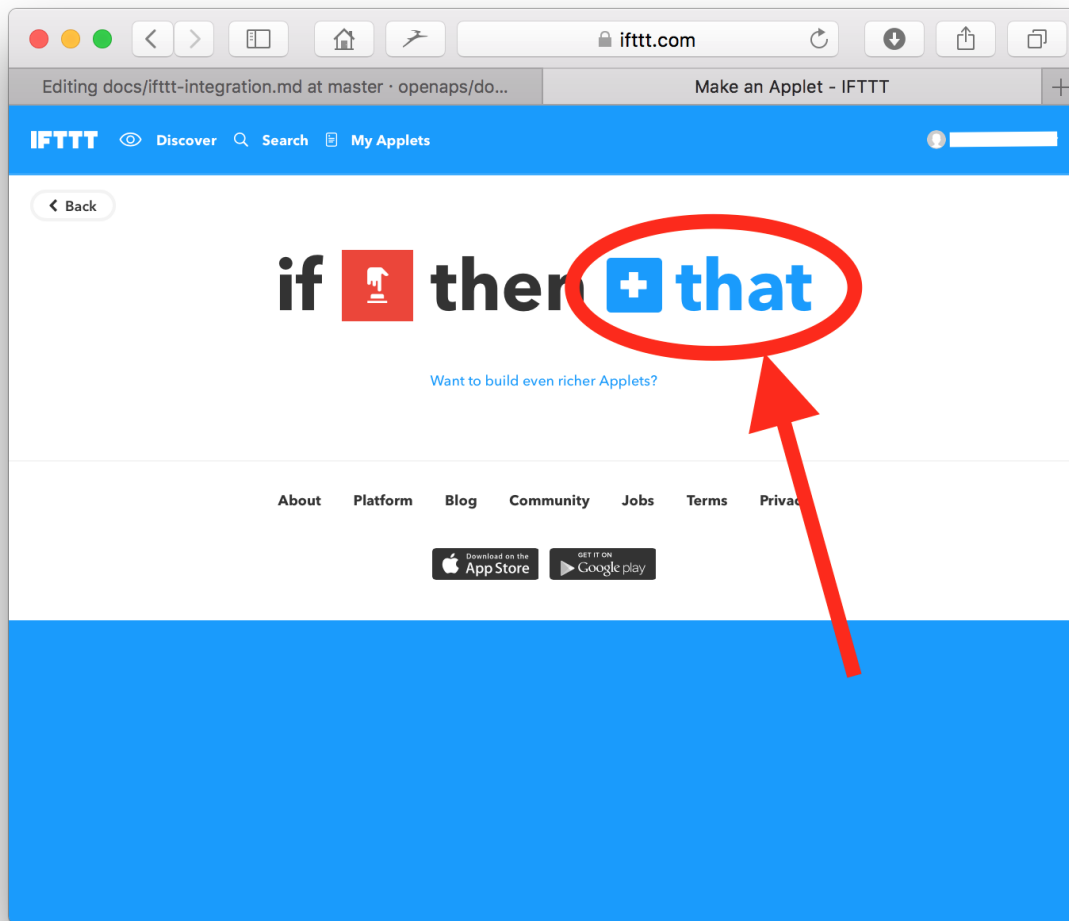 ifttt.com
Editing docs/ifttt-integration.md at master · openaps/do... Make an Applet - IFTTT
IFTTT Discover Search My Applets
Back
if then that
Want to build even richer Applets?
About Platform Blog Community Jobs Terms Privac
Download on the GET IT ON
App Store Google play